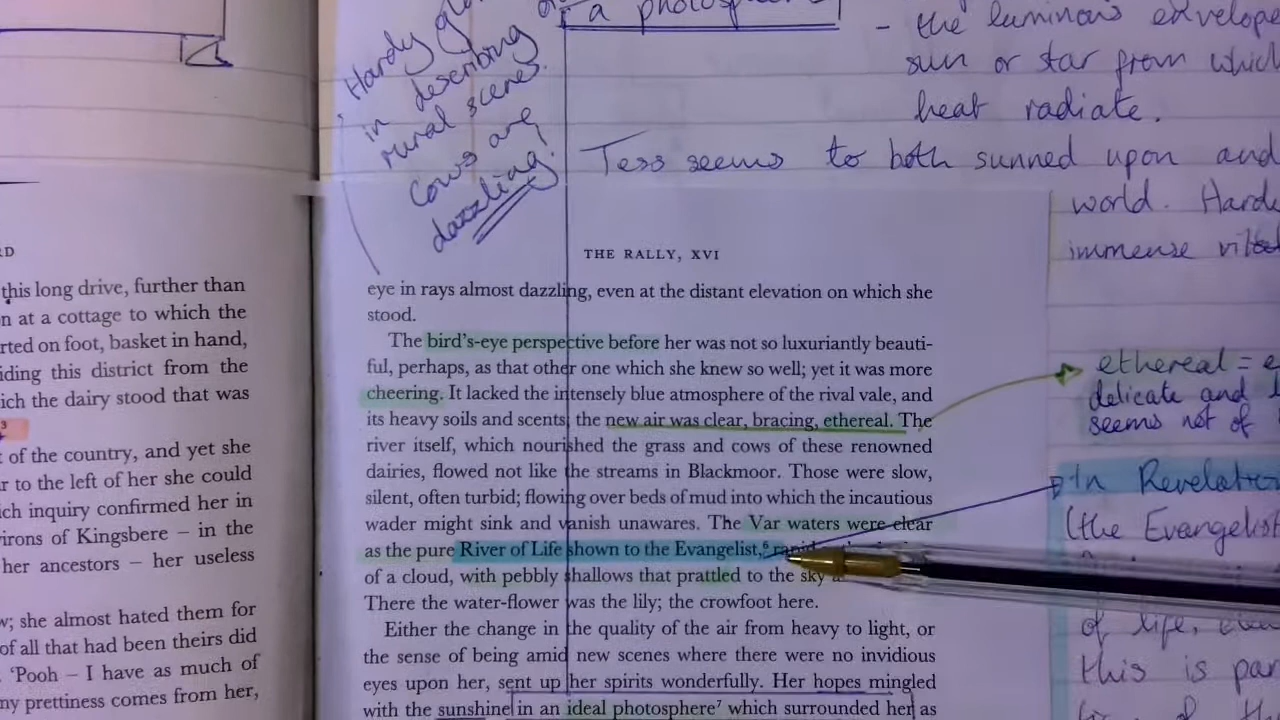 a photosphere
Hardy
in describing
rural scenes.
Cows are
dazzling!
- the luminous envelope
sun or star from which
heat radiate.
Tess seems to both sunned upon and
world.
immense
THE RALLY, XVI
eye in rays almost dazzling, even at the distant elevation on which she
stood.
The bird's-eye perspective before her was not so luxuriantly beauti-
ful, perhaps, as that other one which she knew so well; yet it was more
cheering. It lacked the intensely blue atmosphere of the rival vale, and
its heavy soils and scents; the new air was clear, bracing, ethereal. The
river itself, which nourished the grass and cows of these renowned
dairies, flowed not like the streams in Blackmoor. Those were slow,
silent, often turbid; flowing over beds of mud into which the incautious
wader might sink and vanish unawares. The Var waters were clear
as the pure River of Life shown to the Evangelist,⁶
of a cloud, with pebbly shallows that prattled to the sky
There the water-flower was the lily; the crowfoot here.
Either the change in the quality of the air from heavy to light, or
the sense of being amid new scenes where there were no invidious
eyes upon her, sent up her spirits wonderfully. Her hopes mingled
with the sunshine in an ideal photosphere⁷ which surrounded her as
this long drive, further than
n at a cottage to which the
rted on foot, basket in hand,
iding this district from the
ich the dairy stood that was
3
t of the country, and yet she
r to the left of her she could
ich inquiry confirmed her in
virons of Kingsbere – in the
her ancestors – her useless
w; she almost hated them for
of all that had been theirs did
'Pooh – I have as much of
ny prettiness comes from her,
ethereal =
delicate and
seems not of
In Revelation
(the Evangelist
of life,
this is par